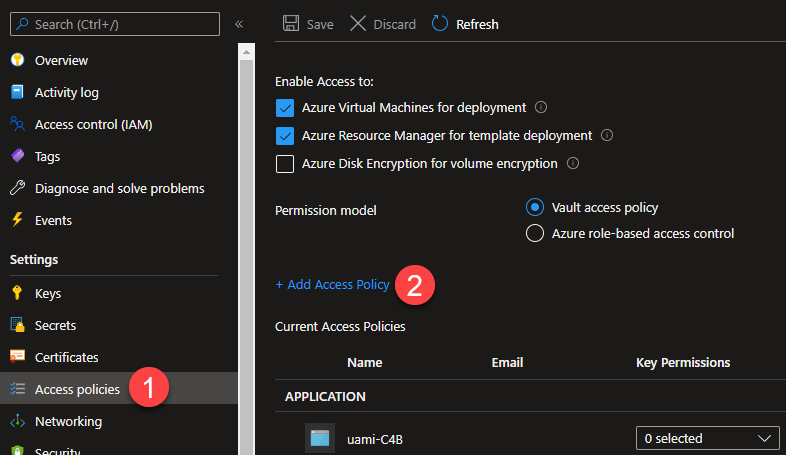 Search (Ctrl+/)
«
Overview
Activity log
Access control (IAM)
Tags
Diagnose and solve problems
Events
Settings
Keys
Secrets
Certificates
Access policies 1
Networking
Security
Save Discard Refresh
Enable Access to:
Azure Virtual Machines for deployment
Azure Resource Manager for template deployment
Azure Disk Encryption for volume encryption
Permission model
Vault access policy
Azure role-based access control
+ Add Access Policy 2
Current Access Policies
Name Email Key Permissions
APPLICATION
uami-C4B 0 selected